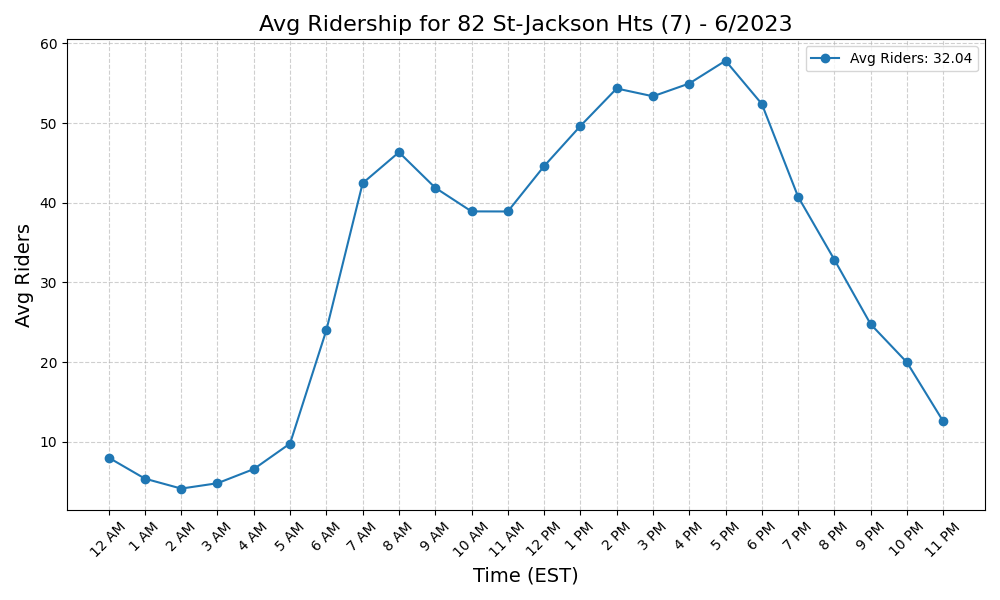 Avg Ridership for 82 St-Jackson Hts (7) - 6/2023
Avg Riders: 32.04
Avg Riders
60
50
40
30
20
10
12 AM
1 AM
2 AM
3 AM
4 AM
5 AM
6 AM
7 AM
8 AM
9 AM
10 AM
11 AM
12 PM
1 PM
2 PM
3 PM
4 PM
5 PM
6 PM
7 PM
8 PM
9 PM
10 PM
11 PM
Time (EST)